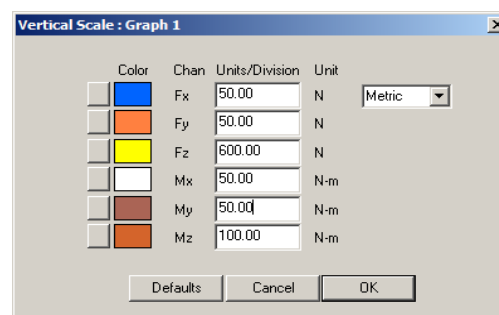 Vertical Scale : Graph 1
Color Chan Units/Division Unit
Fx 50.00 N Metric
Fy 50.00 N
Fz 600.00 N
Mx 50.00 N-m
My 50.00 N-m
Mz 100.00 N-m
Defaults Cancel OK